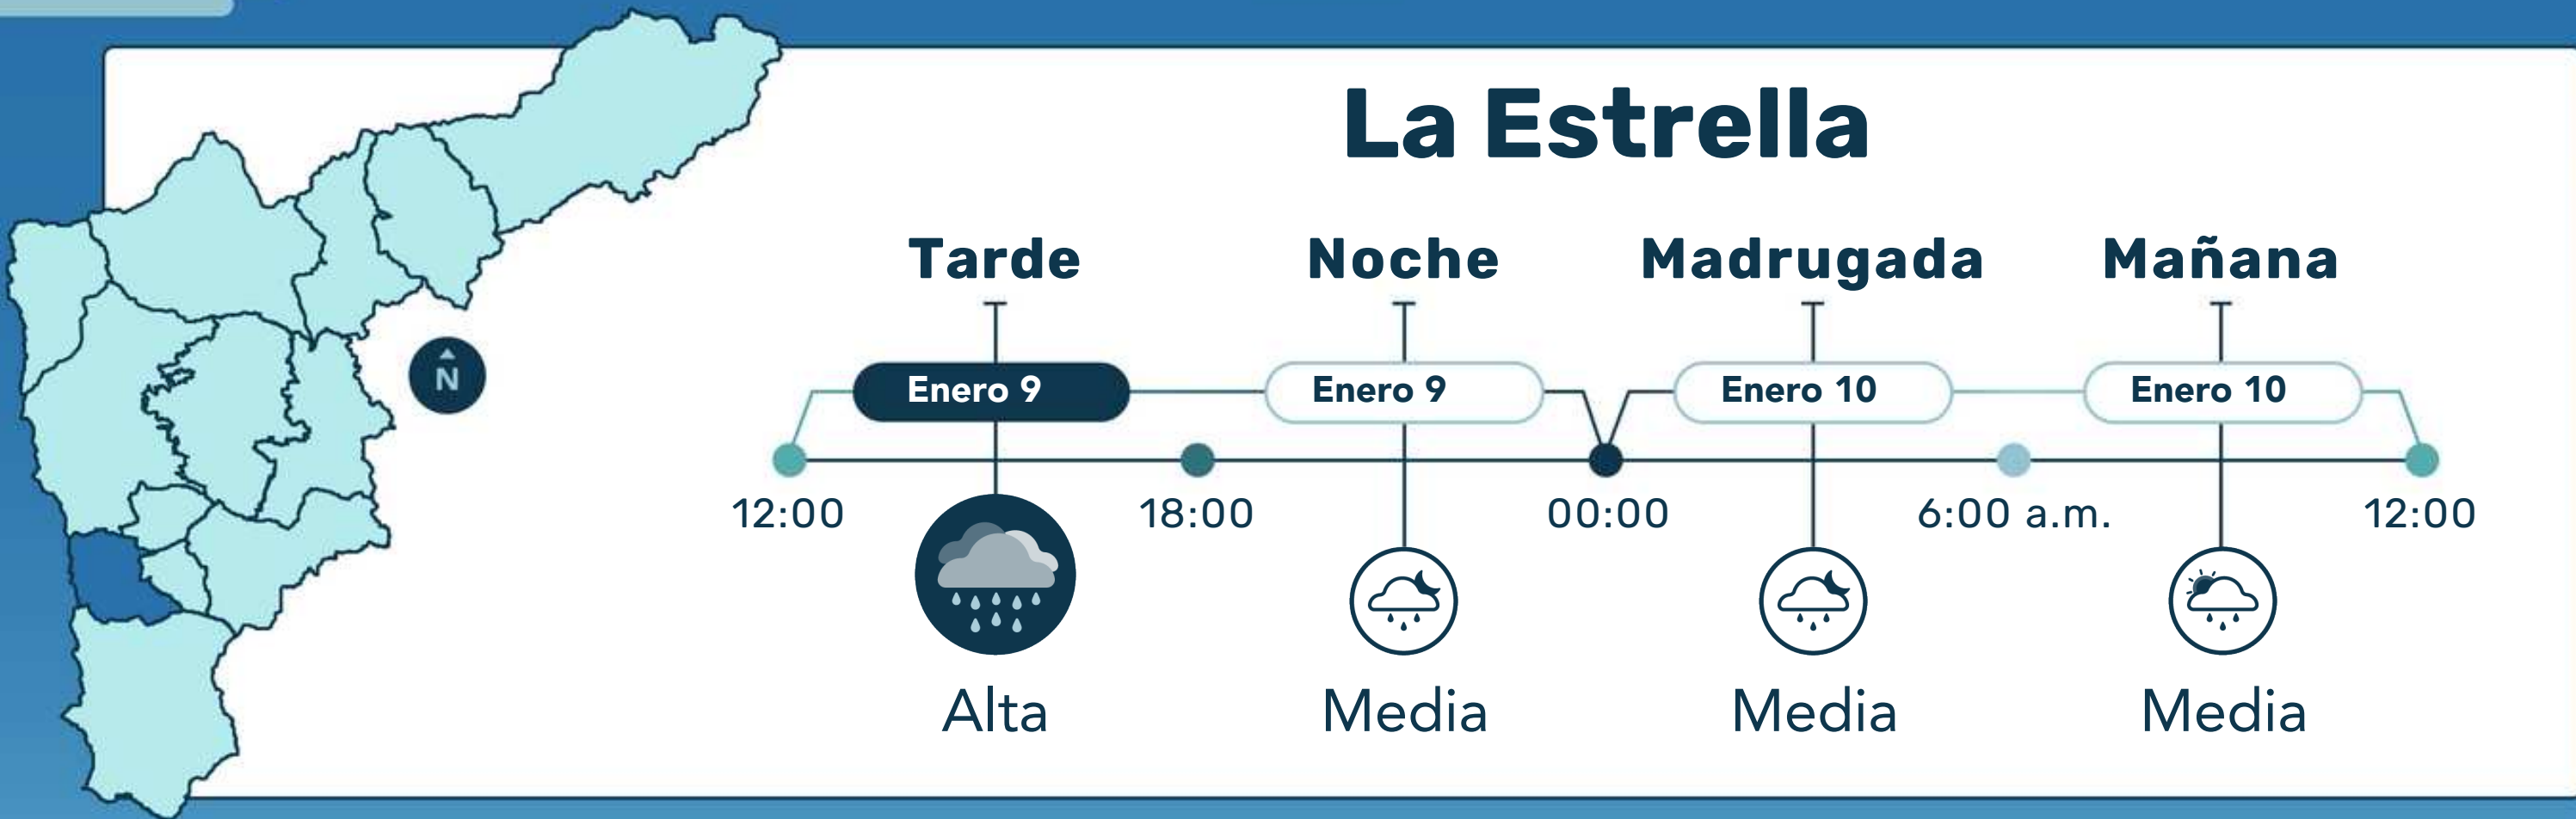 La Estrella
Tarde Noche Madrugada Mañana
Enero 9 Enero 9 Enero 10 Enero 10
N
12:00 18:00 00:00 6:00 a.m. 12:00
Alta Media Media Media